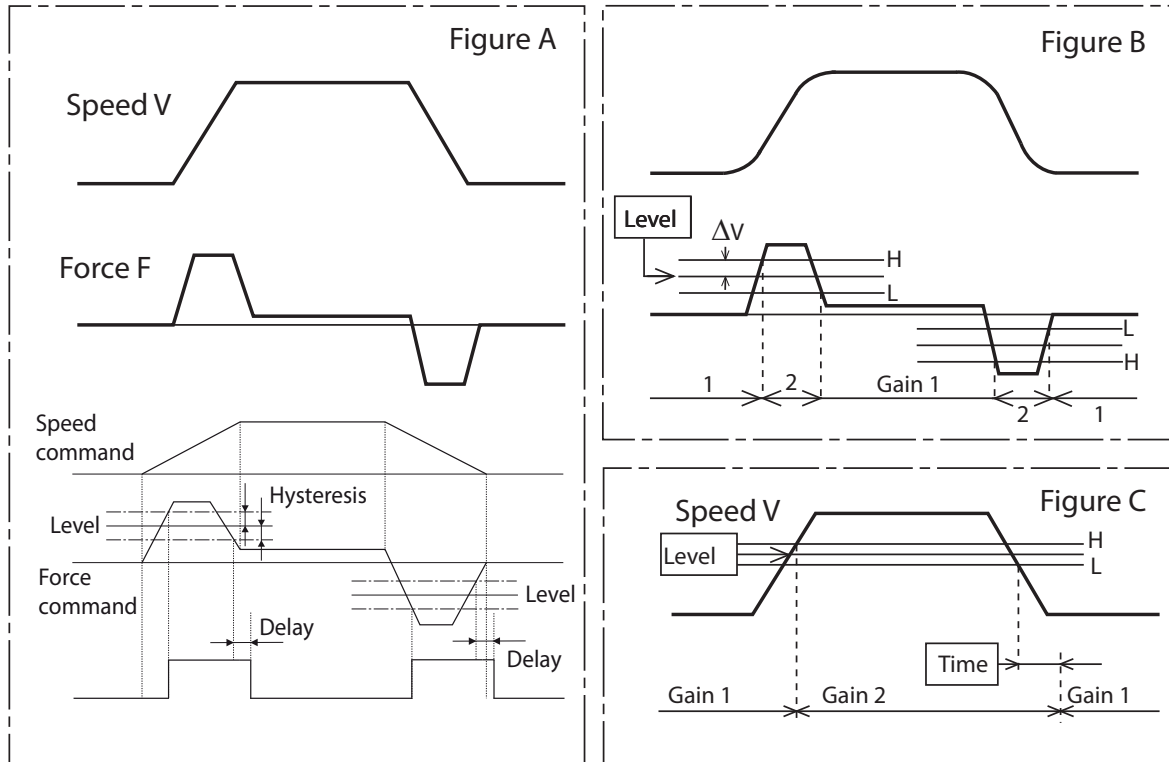 Figure A
Speed V
Force F
Speed
command
Hysteresis
Level
Force
command
Level
Delay
Delay
Figure B
Level
ΔV
H
L
L
H
1
2
Gain 1
2
1
Figure C
Speed V
Level
H
L
Time
Gain 1
Gain 2
Gain 1